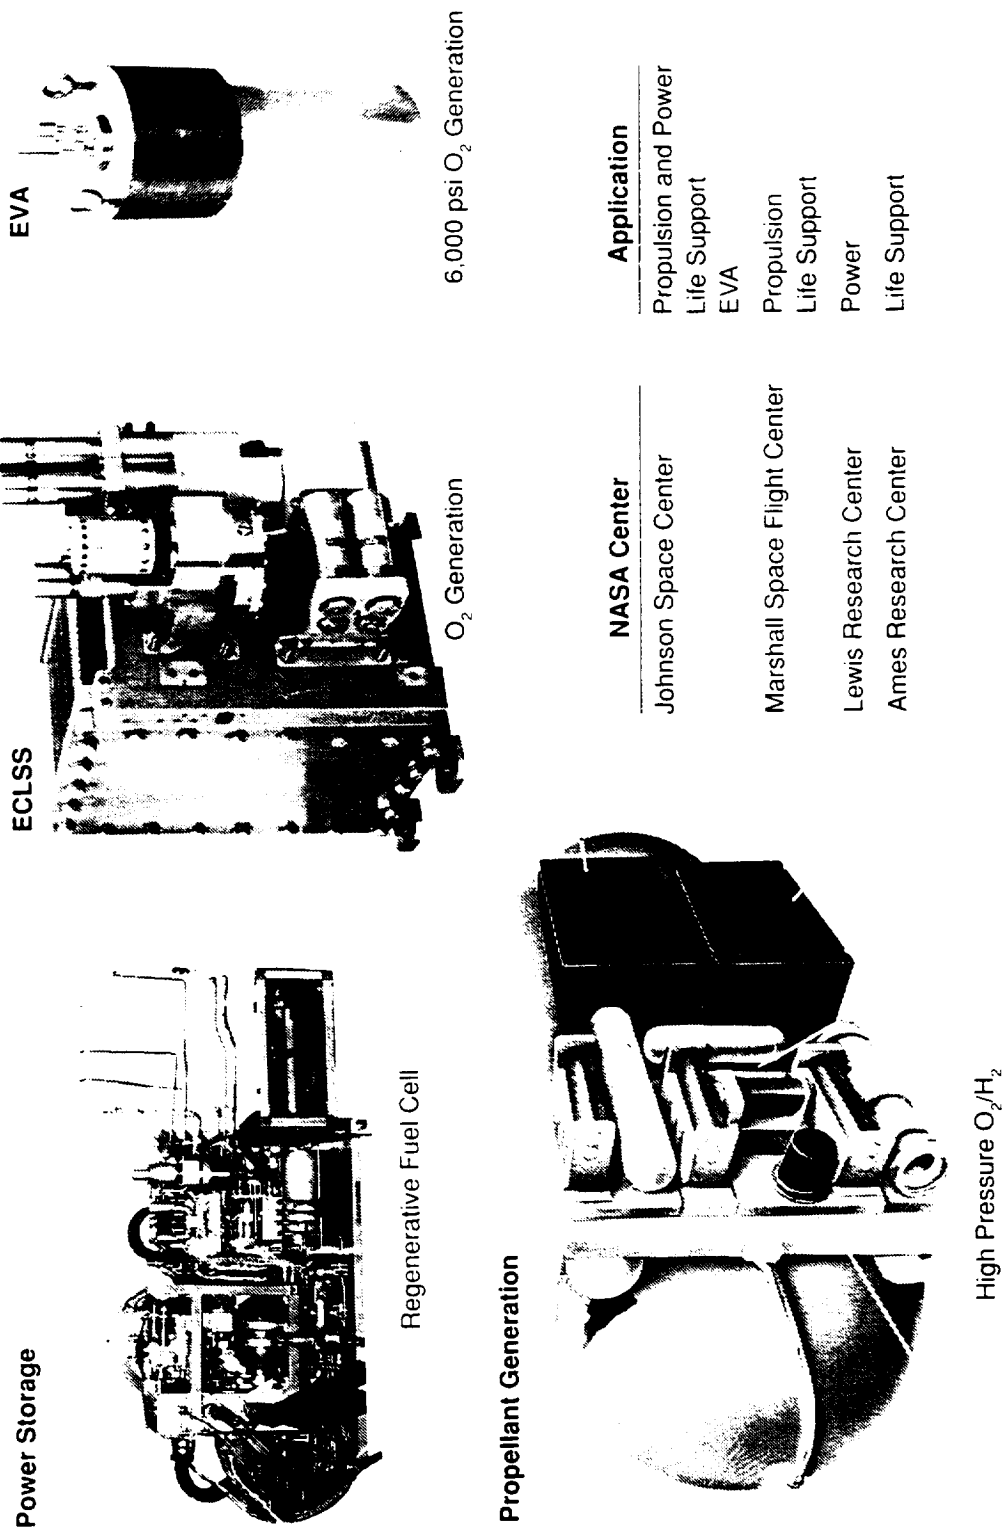 Power Storage
Regenerative Fuel Cell
ECLSS
O₂ Generation
EVA
6,000 psi O₂ Generation
Propellant Generation
High Pressure O₂/H₂
NASA Center Application
Johnson Space Center Propulsion and Power
Life Support
EVA
Marshall Space Flight Center Propulsion
Life Support
Lewis Research Center Power
Ames Research Center Life Support